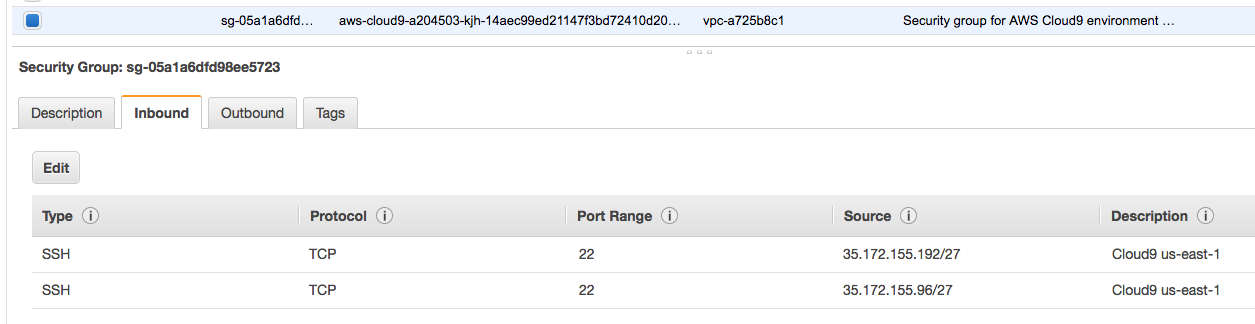 sg-05a1a6dfd... aws-cloud9-a204503-kjh-14aec99ed21147f3bd72410d20... vpc-a725b8c1 Security group for AWS Cloud9 environment ...
Security Group: sg-05a1a6dfd98ee5723
Description Inbound Outbound Tags
Edit
Type i Protocol i Port Range i Source i Description i
SSH TCP 22 35.172.155.192/27 Cloud9 us-east-1
SSH TCP 22 35.172.155.96/27 Cloud9 us-east-1